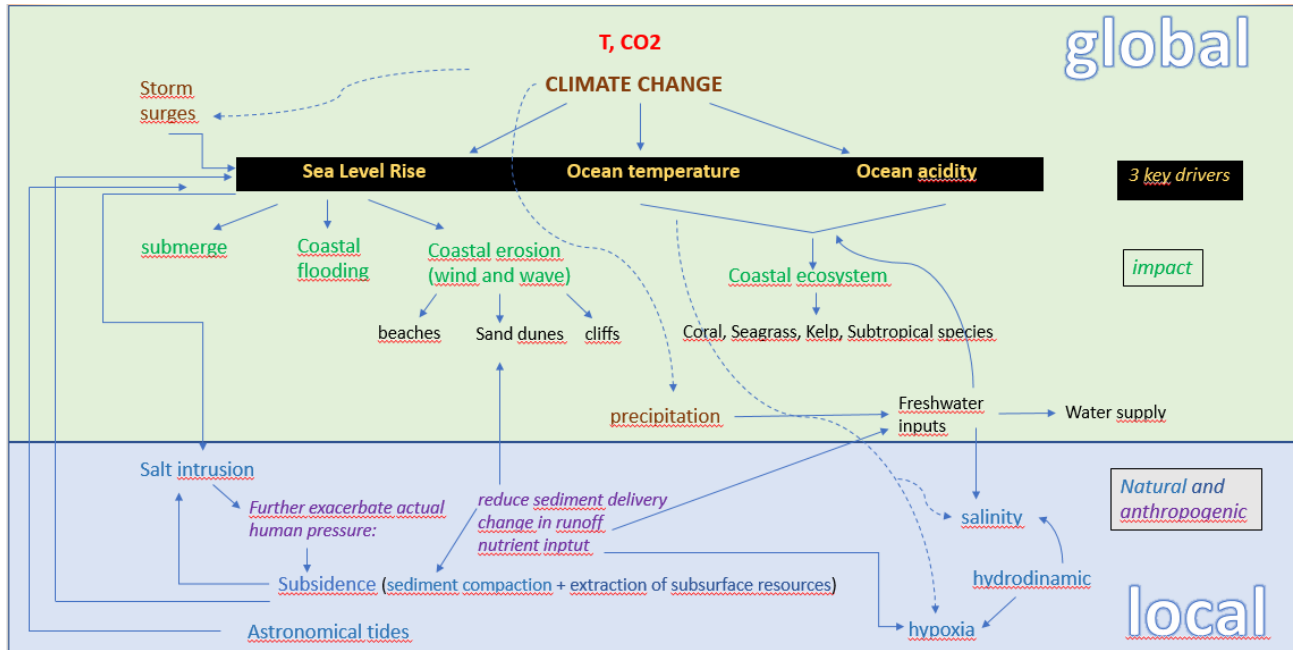 T, CO2
global
CLIMATE CHANGE
Storm
surges
Sea Level Rise
Ocean temperature
Ocean acidity
3 key drivers
submerge
Coastal
flooding
Coastal erosion
(wind and wave)
Coastal ecosystem
impact
beaches
Sand dunes
cliffs
Coral, Seagrass, Kelp, Subtropical species
precipitation
Freshwater
inputs
Water supply
Salt intrusion
Further exacerbate actual
human pressure:
reduce sediment delivery
change in runoff
nutrient inptut
salinity
Natural and
anthropogenic
Subsidence (sediment compaction + extraction of subsurface resources)
hydrodinamic
Astronomical tides
hypoxia
local